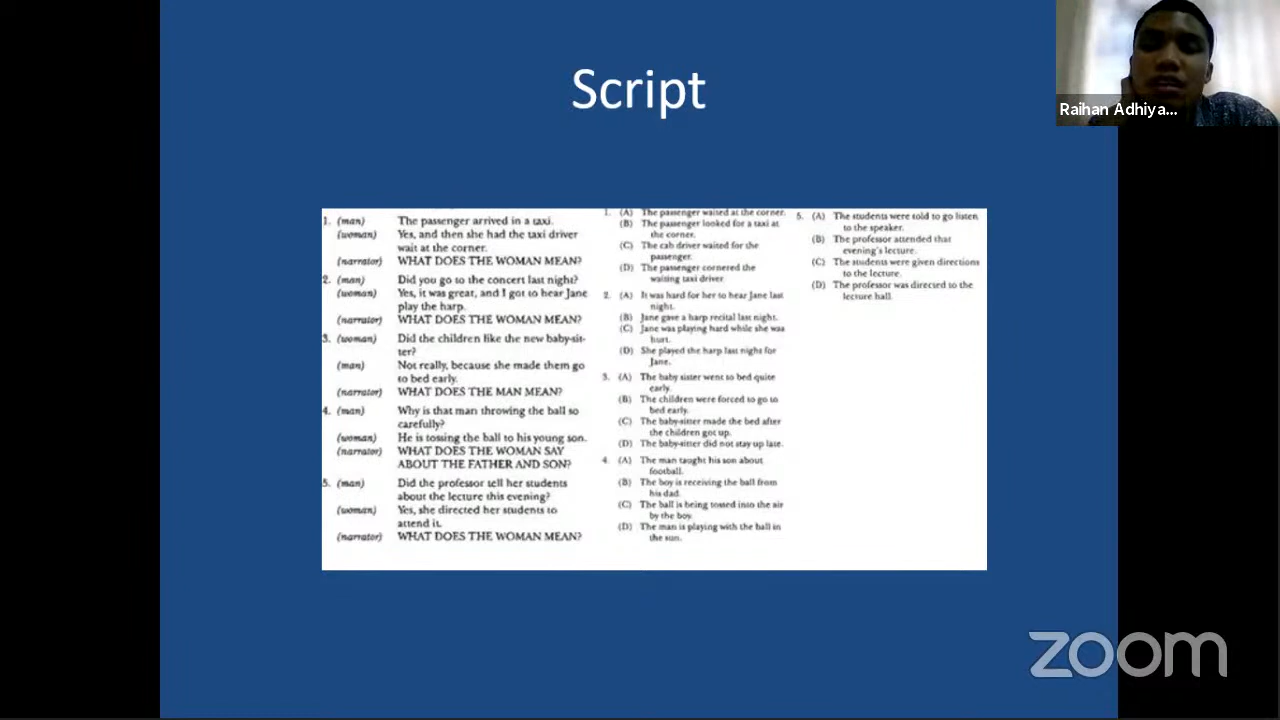 Script
Raihan Adhiya...
1. (man) The passenger arrived in a taxi.
(woman) Yes, and then she had the taxi driver
wait at the corner.
(narrator) WHAT DOES THE WOMAN MEAN?
2. (man) Did you go to the concert last night?
(woman) Yes, it was great, and I got to hear Jane
play the harp.
(narrator) WHAT DOES THE WOMAN MEAN?
3. (woman) Did the children like the new baby-sit-
ter?
(man) Not really, because she made them go
to bed early.
(narrator) WHAT DOES THE MAN MEAN?
4. (man) Why is that man throwing the ball so
carefully?
(woman) He is tossing the ball to his young son.
(narrator) WHAT DOES THE WOMAN SAY
ABOUT THE FATHER AND SON?
5. (man) Did the professor tell her students
about the lecture this evening?
(woman) Yes, she directed her students to
attend it.
(narrator) WHAT DOES THE WOMAN MEAN?
1. (A) The passenger waited at the corner.
(B) The passenger looked for a taxi at
the corner.
(C) The cab driver waited for the
passenger.
(D) The passenger cornered the
waiting taxi driver
2. (A) It was hard for her to hear Jane last
night.
(B) Jane gave a harp recital last night.
(C) Jane was playing hard while she was
hurt.
(D) She played the harp last night for
Jane.
3. (A) The baby sister went to bed quite
early.
(B) The children were forced to go to
bed early.
(C) The baby-sitter made the bed after
the children got up.
(D) The baby-sitter did not stay up late.
4. (A) The man taught his son about
football.
(B) The boy is receiving the ball from
his dad.
(C) The ball is being tossed into the air
by the boy.
(D) The man is playing with the ball in
the sun.
5. (A) The students were told to go listen
to the speaker.
(B) The professor attended that
evening's lecture.
(C) The students were given directions
to the lecture.
(D) The professor was directed to the
lecture hall.
zoom